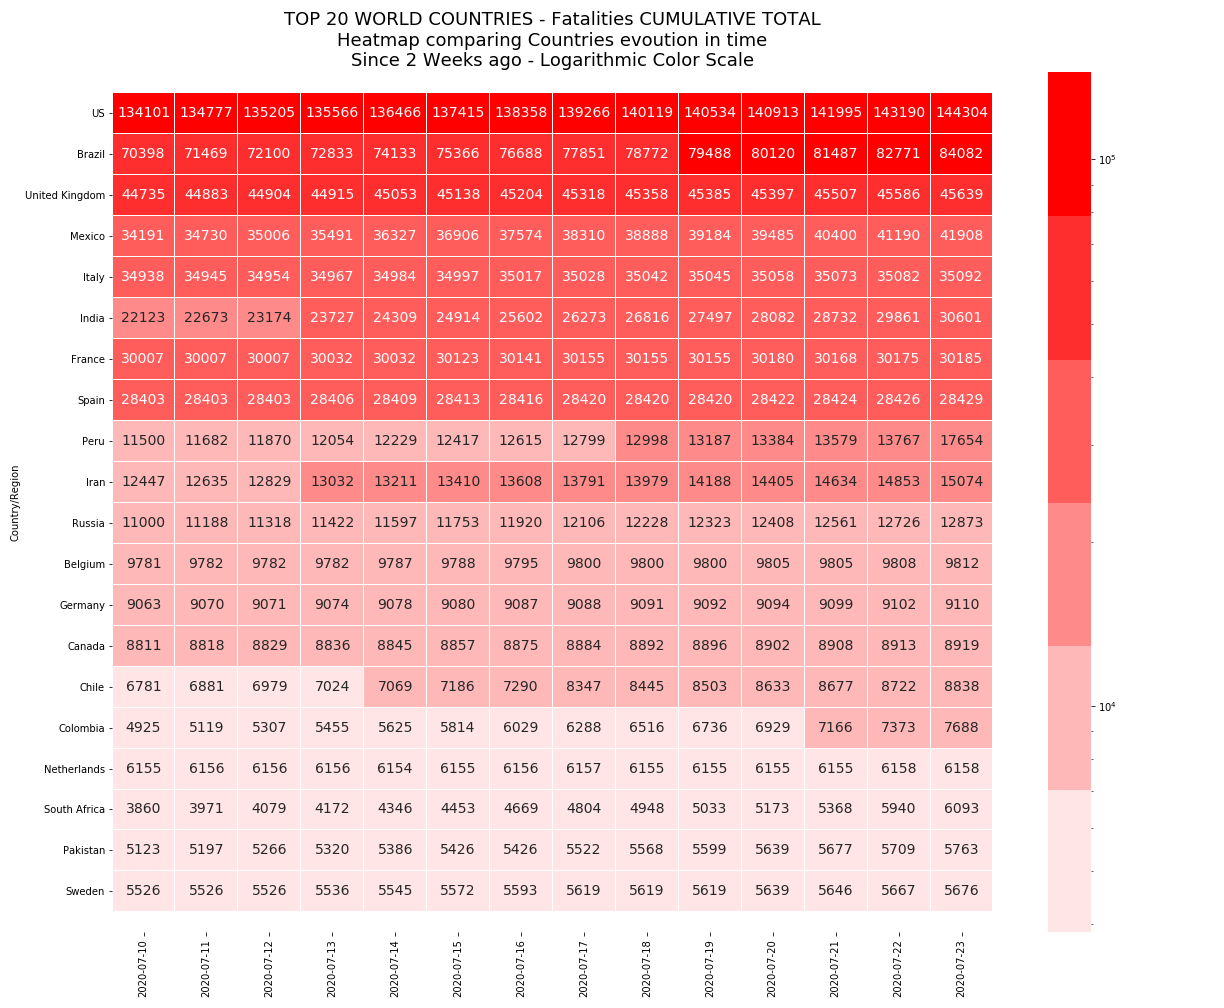 TOP 20 WORLD COUNTRIES - Fatalities CUMULATIVE TOTAL
Heatmap comparing Countries evoution in time
Since 2 Weeks ago - Logarithmic Color Scale
US 134101 134777 135205 135566 136466 137415 138358 139266 140119 140534 140913 141995 143190 144304
Brazil 70398 71469 72100 72833 74133 75366 76688 77851 78772 79488 80120 81487 82771 84082
United Kingdom 44735 44883 44904 44915 45053 45138 45204 45318 45358 45385 45397 45507 45586 45639
Mexico 34191 34730 35006 35491 36327 36906 37574 38310 38888 39184 39485 40400 41190 41908
Italy 34938 34945 34954 34967 34984 34997 35017 35028 35042 35045 35058 35073 35082 35092
India 22123 22673 23174 23727 24309 24914 25602 26273 26816 27497 28082 28732 29861 30601
France 30007 30007 30007 30032 30032 30123 30141 30155 30155 30155 30180 30168 30175 30185
Spain 28403 28403 28403 28406 28409 28413 28416 28420 28420 28420 28422 28424 28426 28429
Peru 11500 11682 11870 12054 12229 12417 12615 12799 12998 13187 13384 13579 13767 17654
Iran 12447 12635 12829 13032 13211 13410 13608 13791 13979 14188 14405 14634 14853 15074
Russia 11000 11188 11318 11422 11597 11753 11920 12106 12228 12323 12408 12561 12726 12873
Belgium 9781 9782 9782 9782 9787 9788 9795 9800 9800 9800 9805 9805 9808 9812
Germany 9063 9070 9071 9074 9078 9080 9087 9088 9091 9092 9094 9099 9102 9110
Canada 8811 8818 8829 8836 8845 8857 8875 8884 8892 8896 8902 8908 8913 8919
Chile 6781 6881 6979 7024 7069 7186 7290 8347 8445 8503 8633 8677 8722 8838
Colombia 4925 5119 5307 5455 5625 5814 6029 6288 6516 6736 6929 7166 7373 7688
Netherlands 6155 6156 6156 6156 6154 6155 6156 6157 6155 6155 6155 6155 6158 6158
South Africa 3860 3971 4079 4172 4346 4453 4669 4804 4948 5033 5173 5368 5940 6093
Pakistan 5123 5197 5266 5320 5386 5426 5426 5522 5568 5599 5639 5677 5709 5763
Sweden 5526 5526 5526 5536 5545 5572 5593 5619 5619 5619 5639 5646 5667 5676
2020-07-10 2020-07-11 2020-07-12 2020-07-13 2020-07-14 2020-07-15 2020-07-16 2020-07-17 2020-07-18 2020-07-19 2020-07-20 2020-07-21 2020-07-22 2020-07-23
Country/Region
10⁵
10⁴